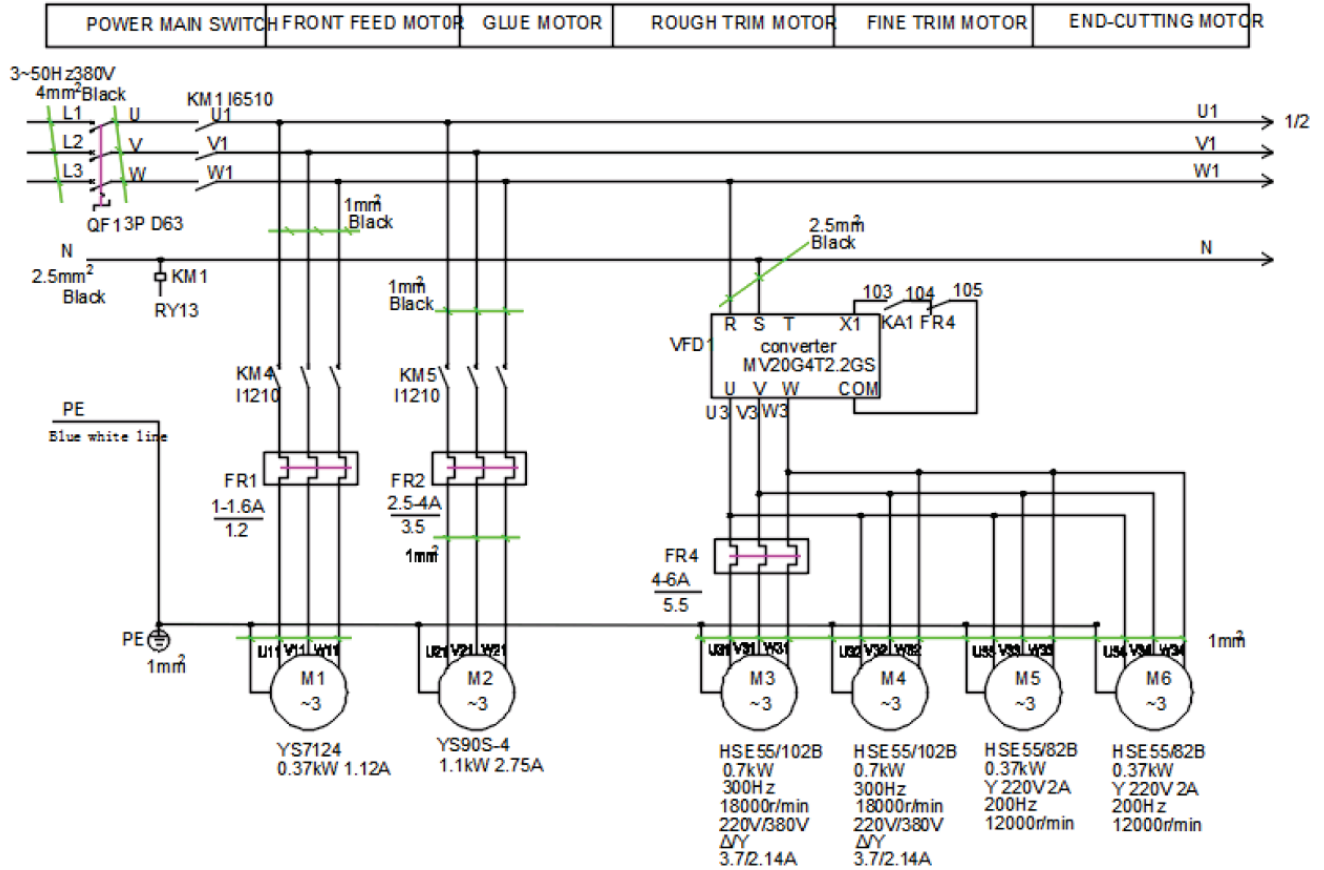 POWER MAIN SWITCH
FRONT FEED MOTOR
GLUE MOTOR
ROUGH TRIM MOTOR
FINE TRIM MOTOR
END-CUTTING MOTOR
3~50Hz380V
4mm² Black
L1 U KM1 I6510
U1 U1 1/2
L2 V V1 V1
L3 W W1 W1
QF1 3P D63
1mm²
Black
2.5mm²
Black
N N
2.5mm²
Black
KM1
RY13
1mm²
Black
103 104 105
KA1 FR4
R S T X1
VFD1
converter
MV20G4T2.2GS
U V W COM
U3 V3 W3
KM4
I1210
KM5
I1210
PE
Blue white line
FR1
1-1.6A
1.2
FR2
2.5-4A
3.5
1mm²
FR4
4-6A
5.5
PE
1mm²
1mm²
U11 V11 W11
U21 V21 W21
U31 V31 W31
U32 V32 W32
V33 W33
U34 V34 W34
M1
~3
M2
~3
M3
~3
M4
~3
M5
~3
M6
~3
YS7124
0.37kW 1.12A
YS90S-4
1.1kW 2.75A
HSE55/102B
0.7kW
300Hz
18000r/min
220V/380V
Δ/Y
3.7/2.14A
HSE55/102B
0.7kW
300Hz
18000r/min
220V/380V
Δ/Y
3.7/2.14A
HSE55/82B
0.37kW
Y 220V 2A
200Hz
12000r/min
HSE55/82B
0.37kW
Y 220V 2A
200Hz
12000r/min